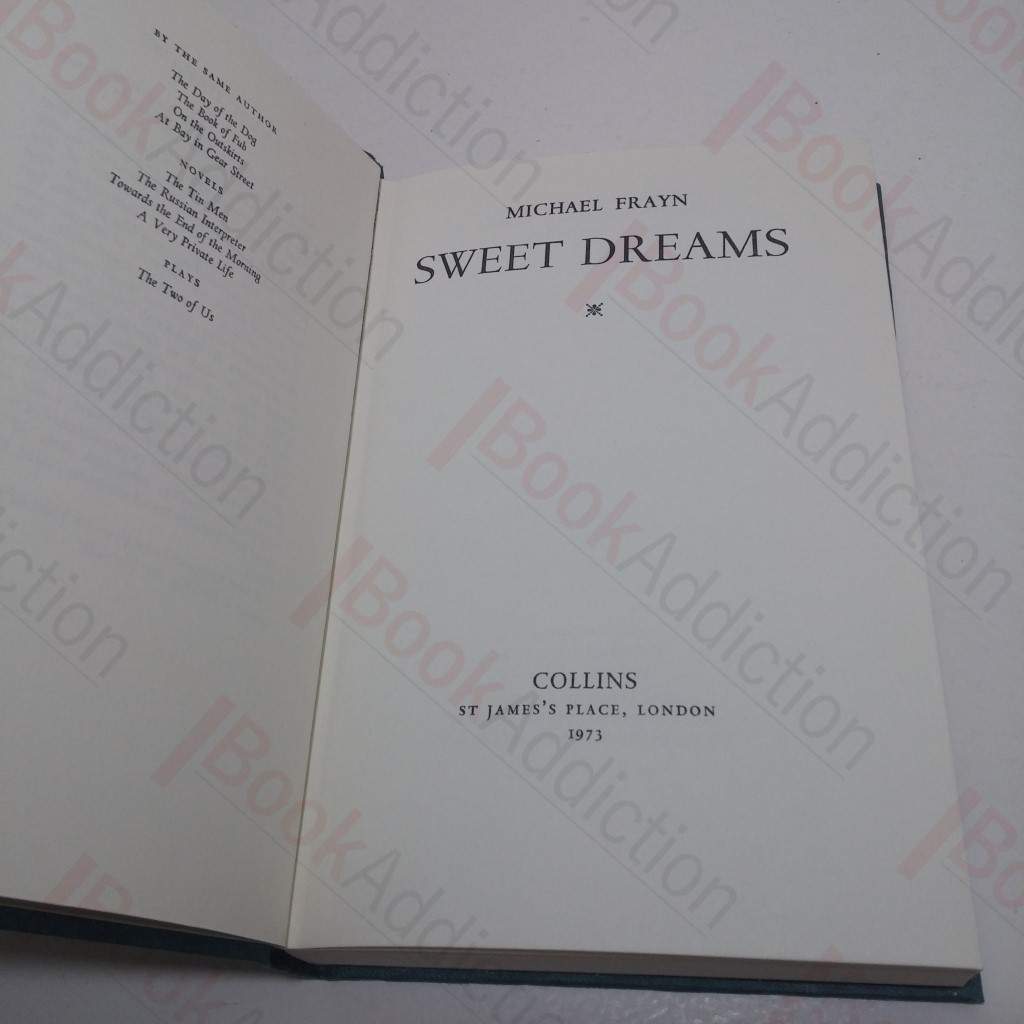 BY THE SAME AUTHOR
The Day of the Dog
The Book of Fub
On the Outskirts
At Bay in Gear Street
NOVELS
The Tin Men
The Russian Interpreter
Towards the End of the Morning
A Very Private Life
PLAYS
The Two of Us
MICHAEL FRAYN
SWEET DREAMS
COLLINS
ST JAMES'S PLACE, LONDON
1973
BookAddiction